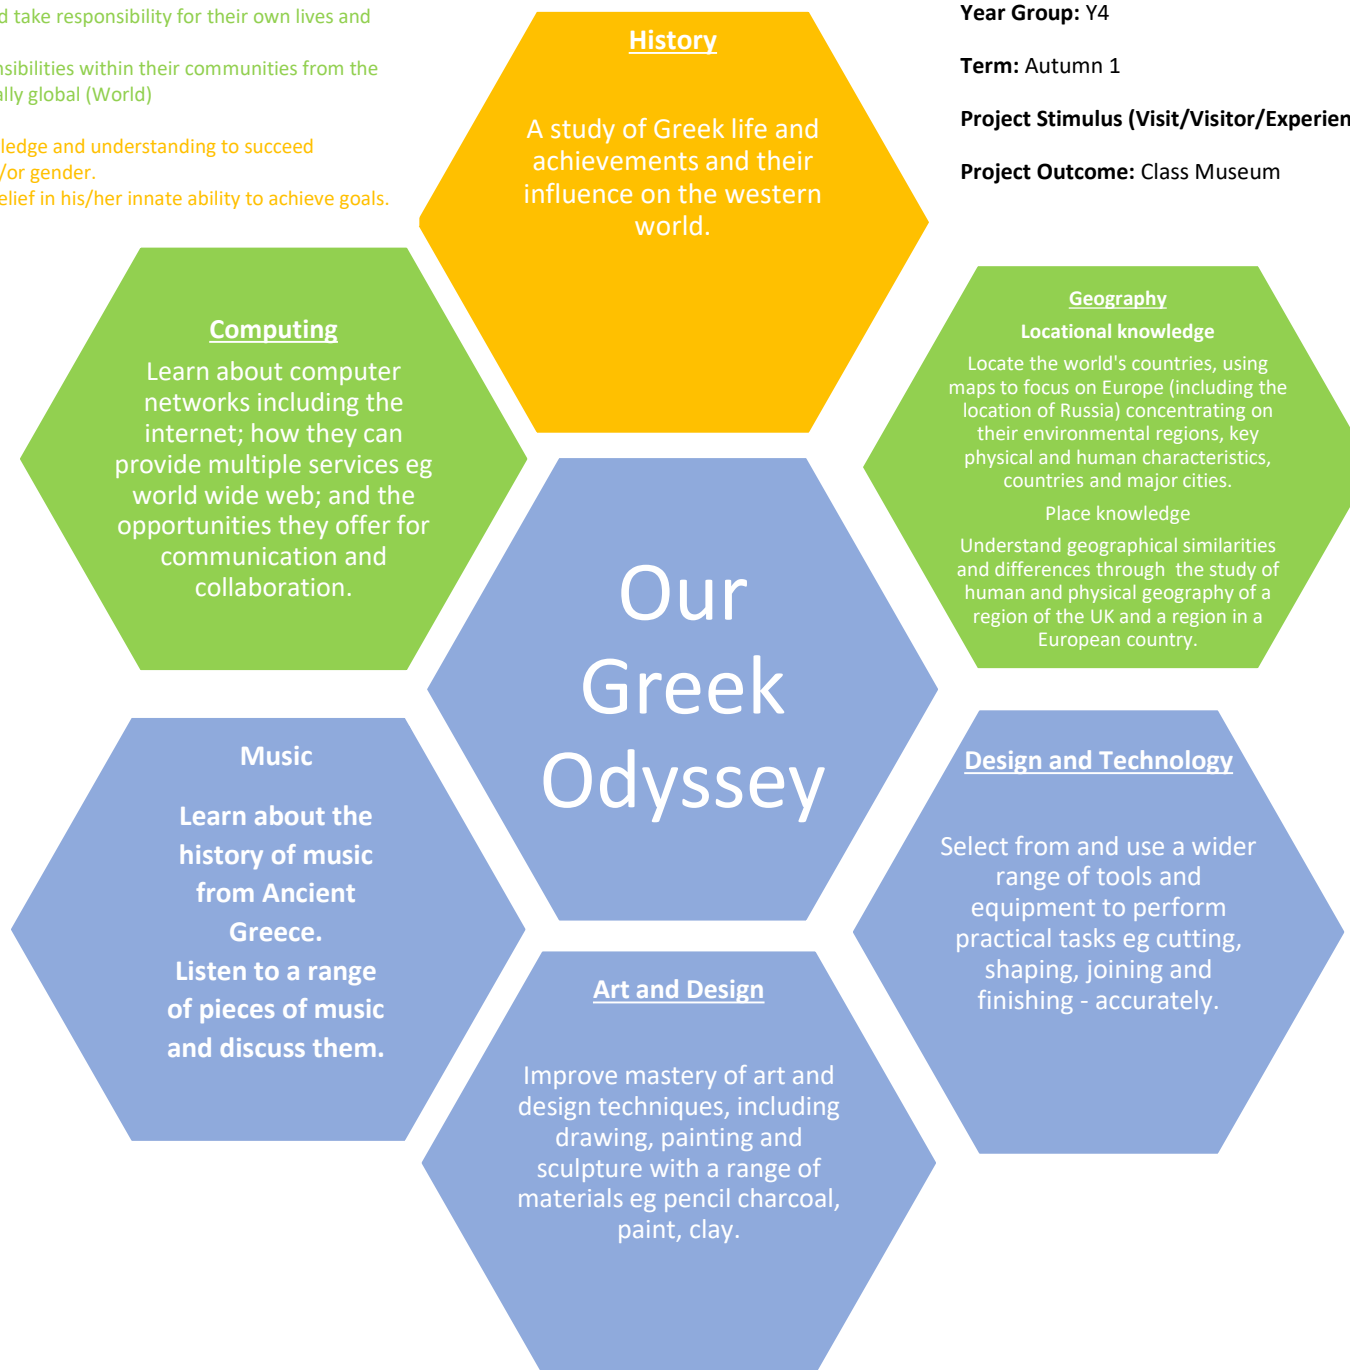 d take responsibility for their own lives and
nsibilities within their communities from the
ally global (World)
ledge and understanding to succeed
/or gender.
elief in his/her innate ability to achieve goals.
Year Group: Y4
Term: Autumn 1
Project Stimulus (Visit/Visitor/Experien
Project Outcome: Class Museum
History
A study of Greek life and
achievements and their
influence on the western
world.
Computing
Learn about computer
networks including the
internet; how they can
provide multiple services eg
world wide web; and the
opportunities they offer for
communication and
collaboration.
Geography
Locational knowledge
Locate the world's countries, using
maps to focus on Europe (including the
location of Russia) concentrating on
their environmental regions, key
physical and human characteristics,
countries and major cities.
Place knowledge
Understand geographical similarities
and differences through the study of
human and physical geography of a
region of the UK and a region in a
European country.
Our
Greek
Odyssey
Music
Learn about the
history of music
from Ancient
Greece.
Listen to a range
of pieces of music
and discuss them.
Design and Technology
Select from and use a wider
range of tools and
equipment to perform
practical tasks eg cutting,
shaping, joining and
finishing - accurately.
Art and Design
Improve mastery of art and
design techniques, including
drawing, painting and
sculpture with a range of
materials eg pencil charcoal,
paint, clay.